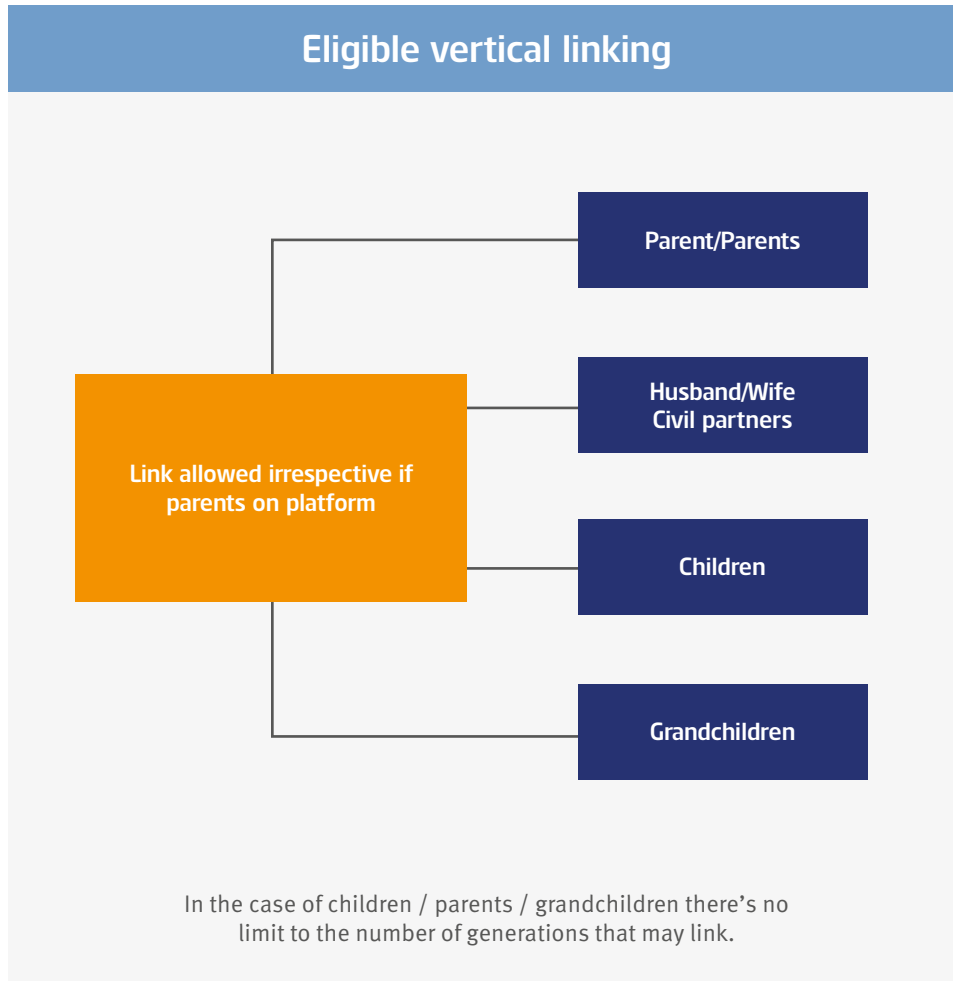 Eligible vertical linking
Parent/Parents
Husband/Wife
Civil partners
Link allowed irrespective if
parents on platform
Children
Grandchildren
In the case of children / parents / grandchildren there’s no
limit to the number of generations that may link.